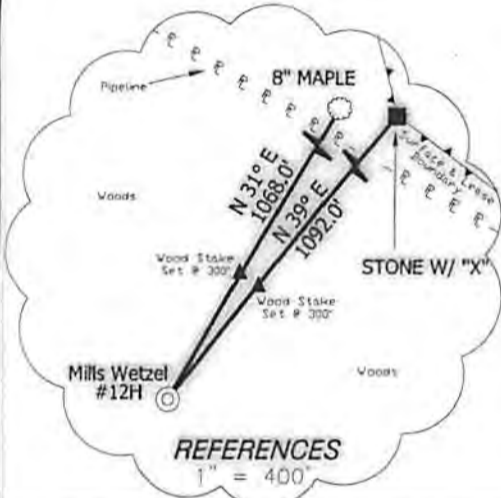 Pipeline
8" MAPLE
Woods
N 31° E
1068.0'
N 39° E
1092.0'
Surface & Lease
Boundary
Wood Stake
Set @ 300'
STONE W/ "X"
Wood Stake
Set @ 300'
Mills Wetzel
#12H
Woods
REFERENCES
1" = 400'